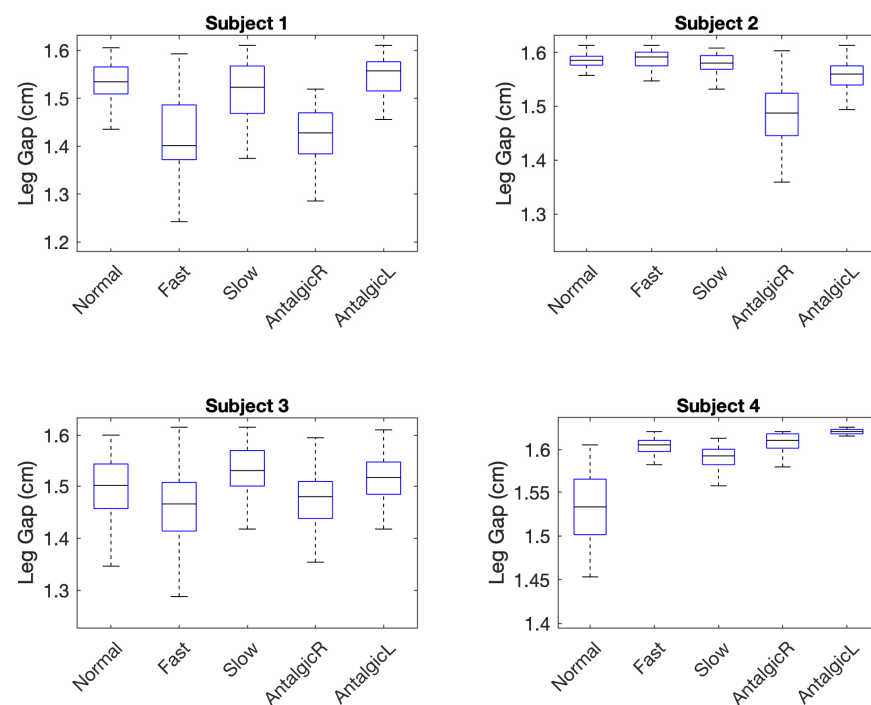 Subject 1
Leg Gap (cm)
1.6
1.5
1.4
1.3
1.2
Normal
Fast
Slow
AntalgicR
AntalgicL
Subject 2
Leg Gap (cm)
1.6
1.5
1.4
1.3
Normal
Fast
Slow
AntalgicR
AntalgicL
Subject 3
Leg Gap (cm)
1.6
1.5
1.4
1.3
Normal
Fast
Slow
AntalgicR
AntalgicL
Subject 4
Leg Gap (cm)
1.6
1.55
1.5
1.45
1.4
Normal
Fast
Slow
AntalgicR
AntalgicL